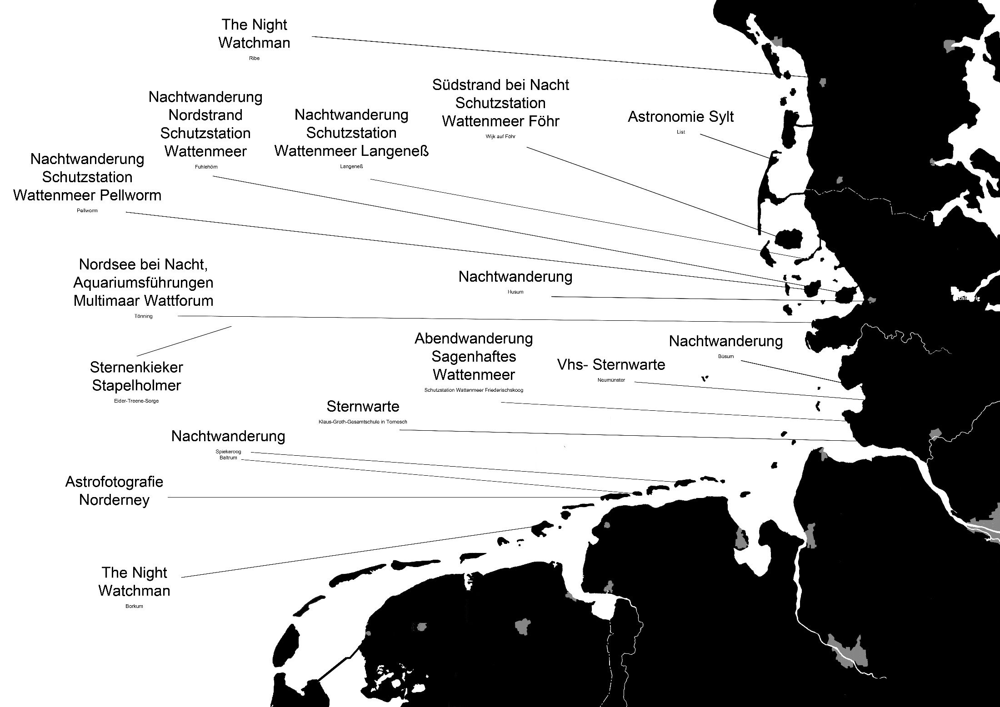 The Night
Watchman
Ribe
Südstrand bei Nacht
Schutzstation
Wattenmeer Föhr
Wijk auf Föhr
Nachtwanderung
Nordstrand
Schutzstation
Wattenmeer
Fuhlehörn
Nachtwanderung
Schutzstation
Wattenmeer Langeneß
Langeneß
Astronomie Sylt
List
Nachtwanderung
Schutzstation
Wattenmeer Pellworm
Pellworm
Nordsee bei Nacht,
Aquariumsführungen
Multimaar Wattforum
Tönning
Nachtwanderung
Husum
Abendwanderung
Sagenhaftes
Wattenmeer
Schutzstation Wattenmeer Friederischskoog
Nachtwanderung
Büsum
Vhs- Sternwarte
Neumünster
Sternenkieker
Stapelholmer
Eider-Treene-Sorge
Sternwarte
Klaus-Groth-Gesamtschule in Tornesch
Nachtwanderung
Spiekeroog
Baltrum
Astrofotografie
Norderney
The Night
Watchman
Borkum